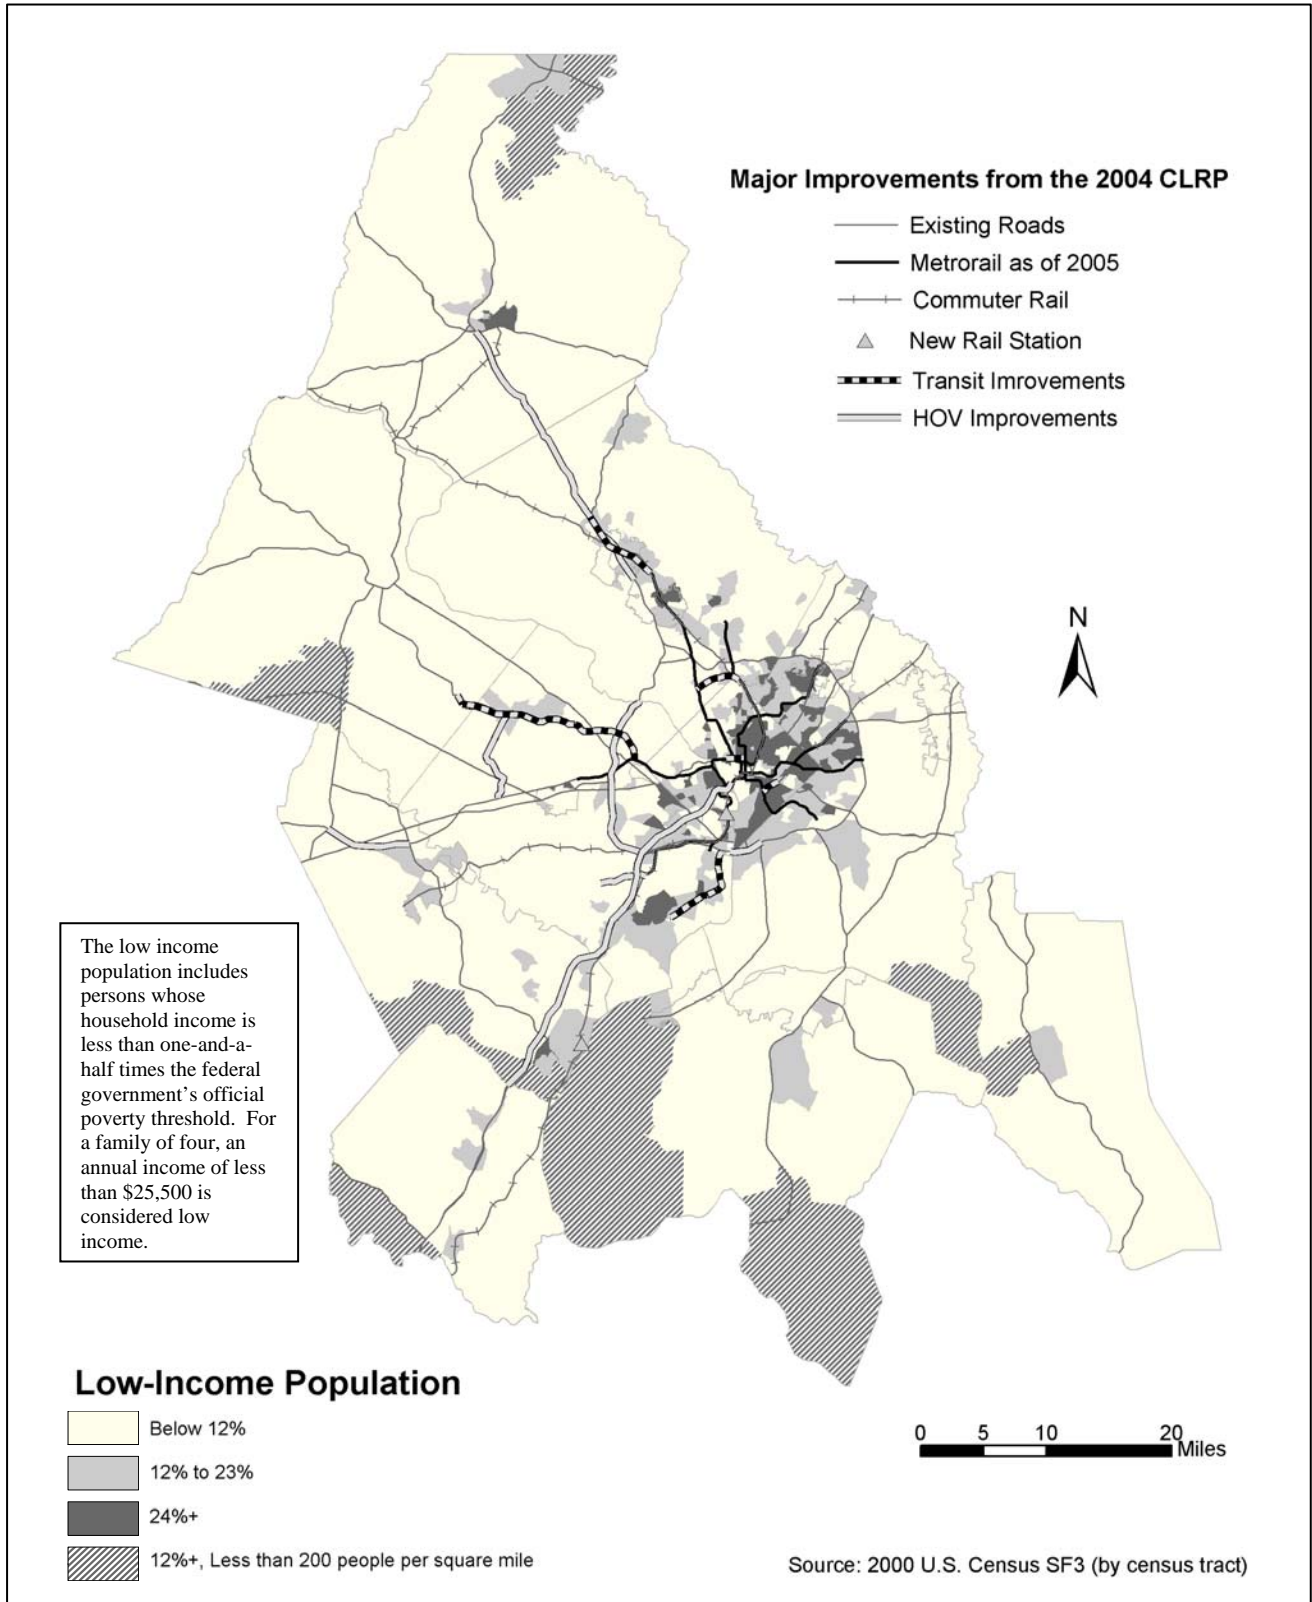 Major Improvements from the 2004 CLRP
Existing Roads
Metrorail as of 2005
Commuter Rail
New Rail Station
Transit Imrovements
HOV Improvements
N
The low income
population includes
persons whose
household income is
less than one-and-a-
half times the federal
government’s official
poverty threshold.  For
a family of four, an
annual income of less
than $25,500 is
considered low
income.
Low-Income Population
Below 12%
12% to 23%
24%+
12%+, Less than 200 people per square mile
0 5 10 20
Miles
Source: 2000 U.S. Census SF3 (by census tract)